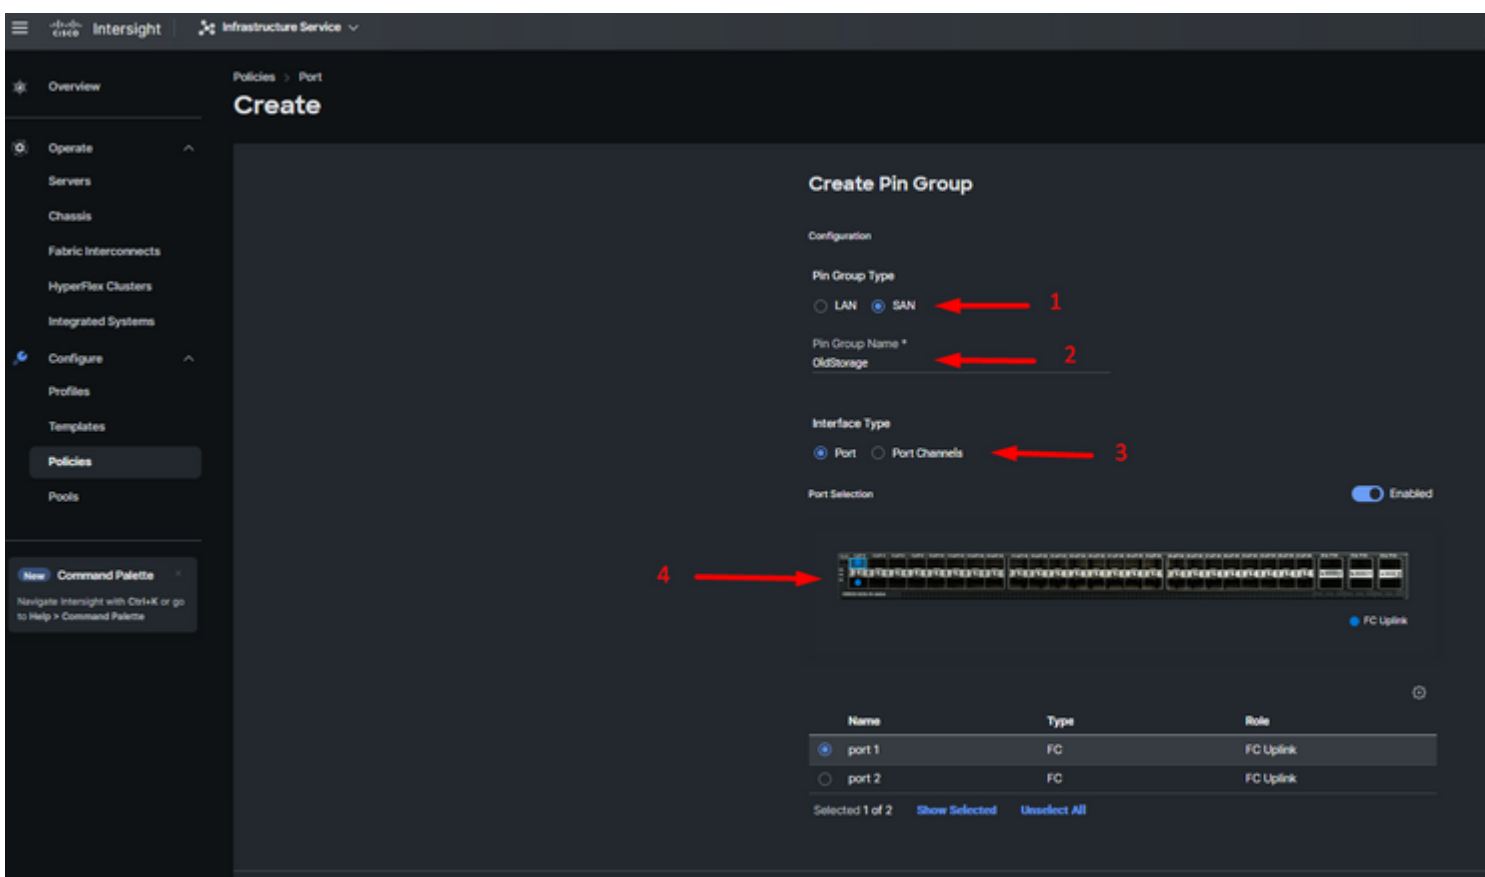 cisco Intersight Infrastructure Service
Overview
Policies > Port
Create
Operate
Servers
Chassis
Fabric Interconnects
HyperFlex Clusters
Integrated Systems
Configure
Profiles
Templates
Policies
Pools
New Command Palette
Navigate Intersight with Ctrl+K or go
to Help > Command Palette
Create Pin Group
Configuration
Pin Group Type
LAN SAN 1
Pin Group Name *
OldStorage 2
Interface Type
Port Port Channels 3
Port Selection Enabled
4
FC Uplink
Name Type Role
port 1 FC FC Uplink
port 2 FC FC Uplink
Selected 1 of 2 Show Selected Unselect All